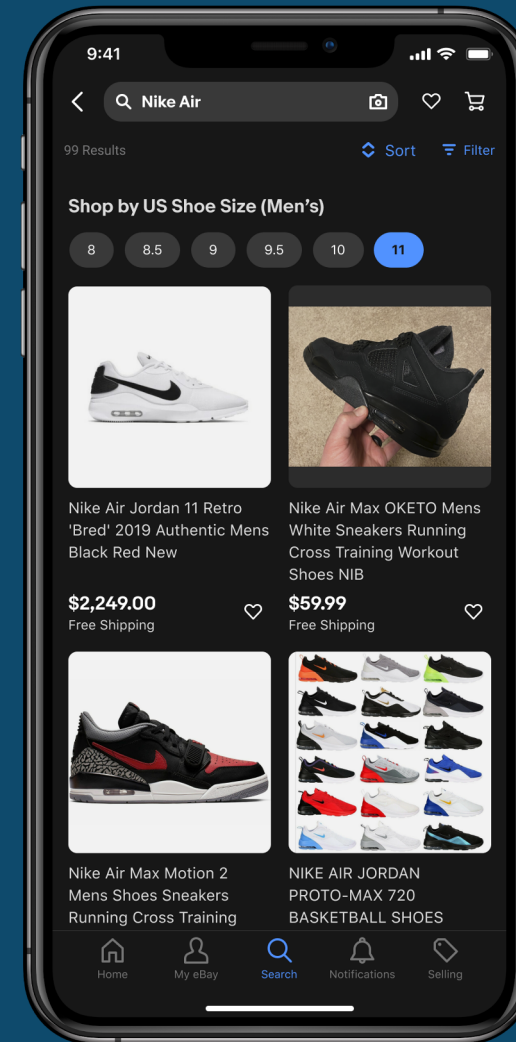 9:41
Nike Air
99 Results
Sort
Filter
Shop by US Shoe Size (Men’s)
8
8.5
9
9.5
10
11
Nike Air Jordan 11 Retro
'Bred' 2019 Authentic Mens
Black Red New
$2,249.00
Free Shipping
Nike Air Max OKETO Mens
White Sneakers Running
Cross Training Workout
Shoes NIB
$59.99
Free Shipping
Nike Air Max Motion 2
Mens Shoes Sneakers
Running Cross Training
NIKE AIR JORDAN
PROTO-MAX 720
BASKETBALL SHOES
Home
My eBay
Search
Notifications
Selling